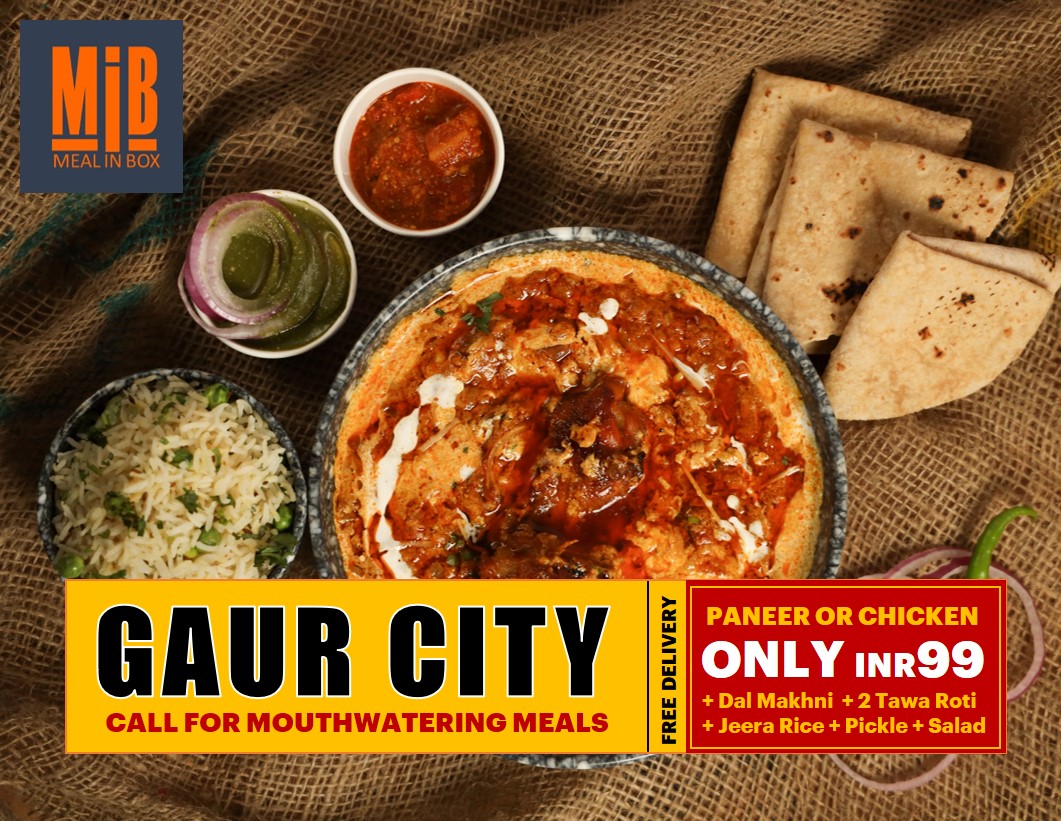 MiB
MEAL IN BOX
GAUR CITY
CALL FOR MOUTHWATERING MEALS
FREE DELIVERY
PANEER OR CHICKEN
ONLY INR99
+ Dal Makhni + 2 Tawa Roti
+ Jeera Rice + Pickle + Salad